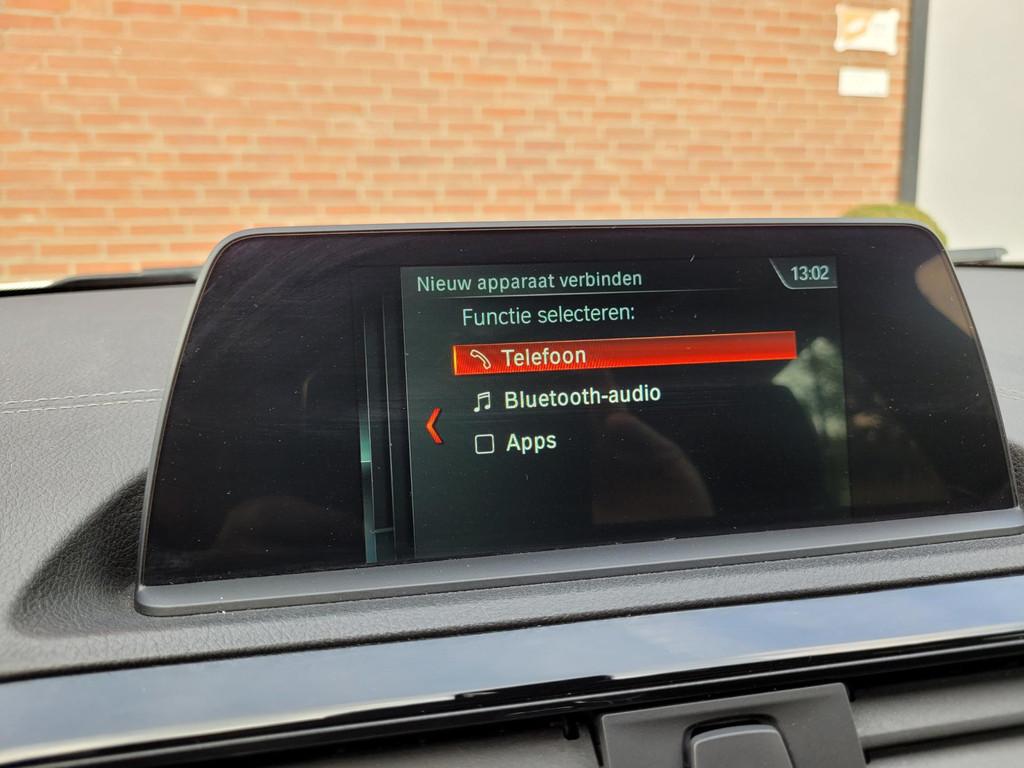 Nieuw apparaat verbinden
13:02
Functie selecteren:
Telefoon
Bluetooth-audio
Apps